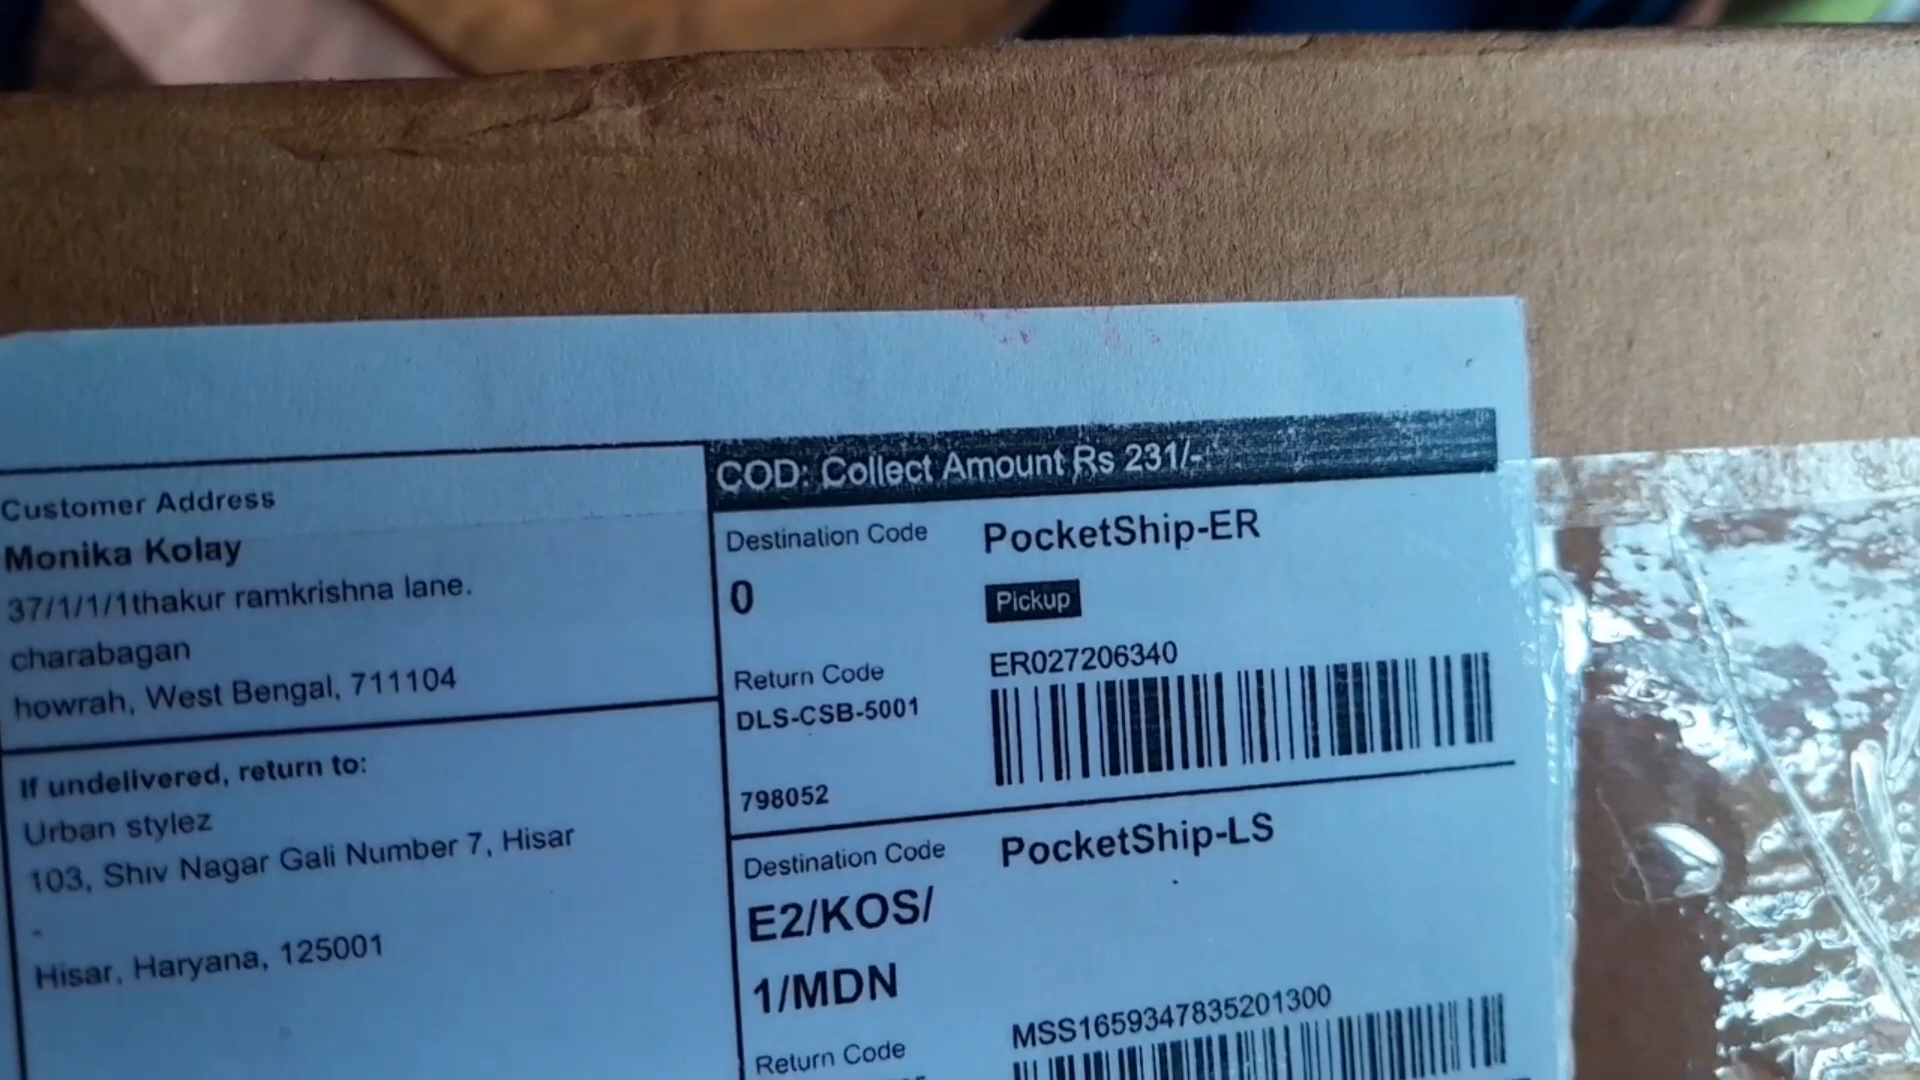 Customer Address
Monika Kolay
37/1/1/1thakur ramkrishna lane.
charabagan
howrah, West Bengal, 711104
If undelivered, return to:
Urban stylez
103, Shiv Nagar Gali Number 7, Hisar
-
Hisar, Haryana, 125001
COD: Collect Amount Rs 231/-
Destination Code
0
Return Code
DLS-CSB-5001
798052
PocketShip-ER
Pickup
ER027206340
Destination Code
E2/KOS/
1/MDN
Return Code
PocketShip-LS
MSS1659347835201300